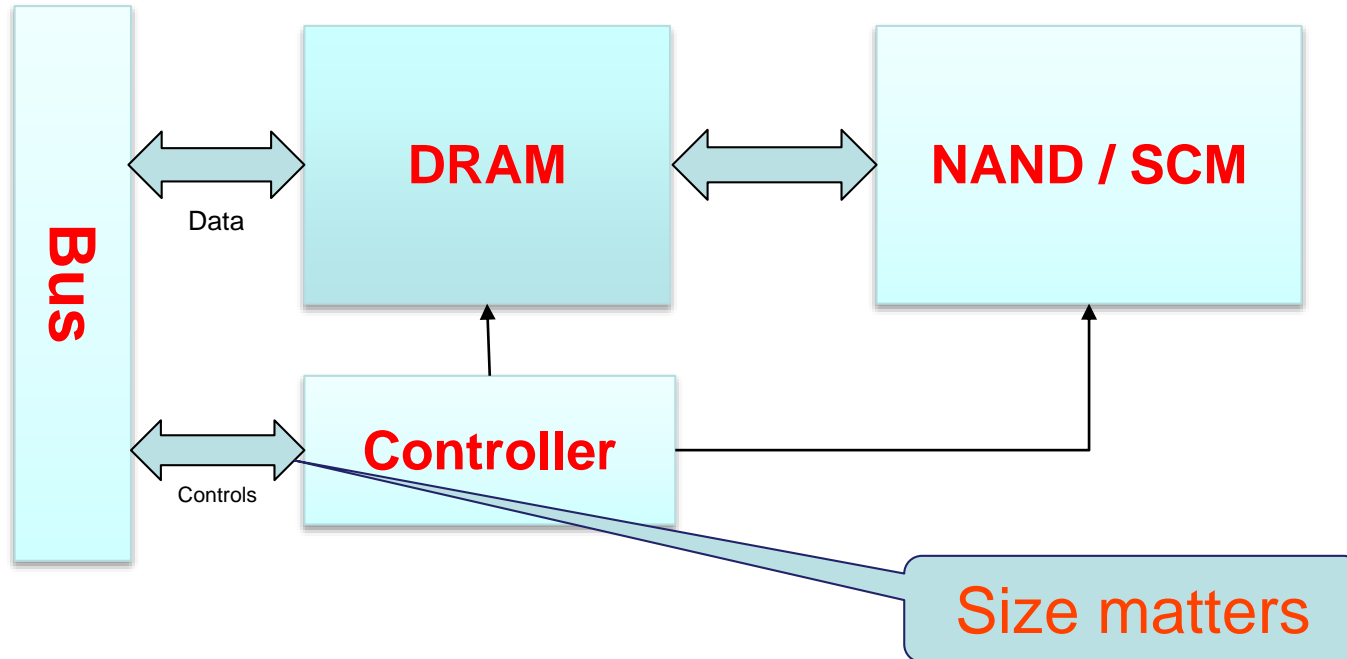 Bus
DRAM
NAND / SCM
Data
Controller
Controls
Size matters